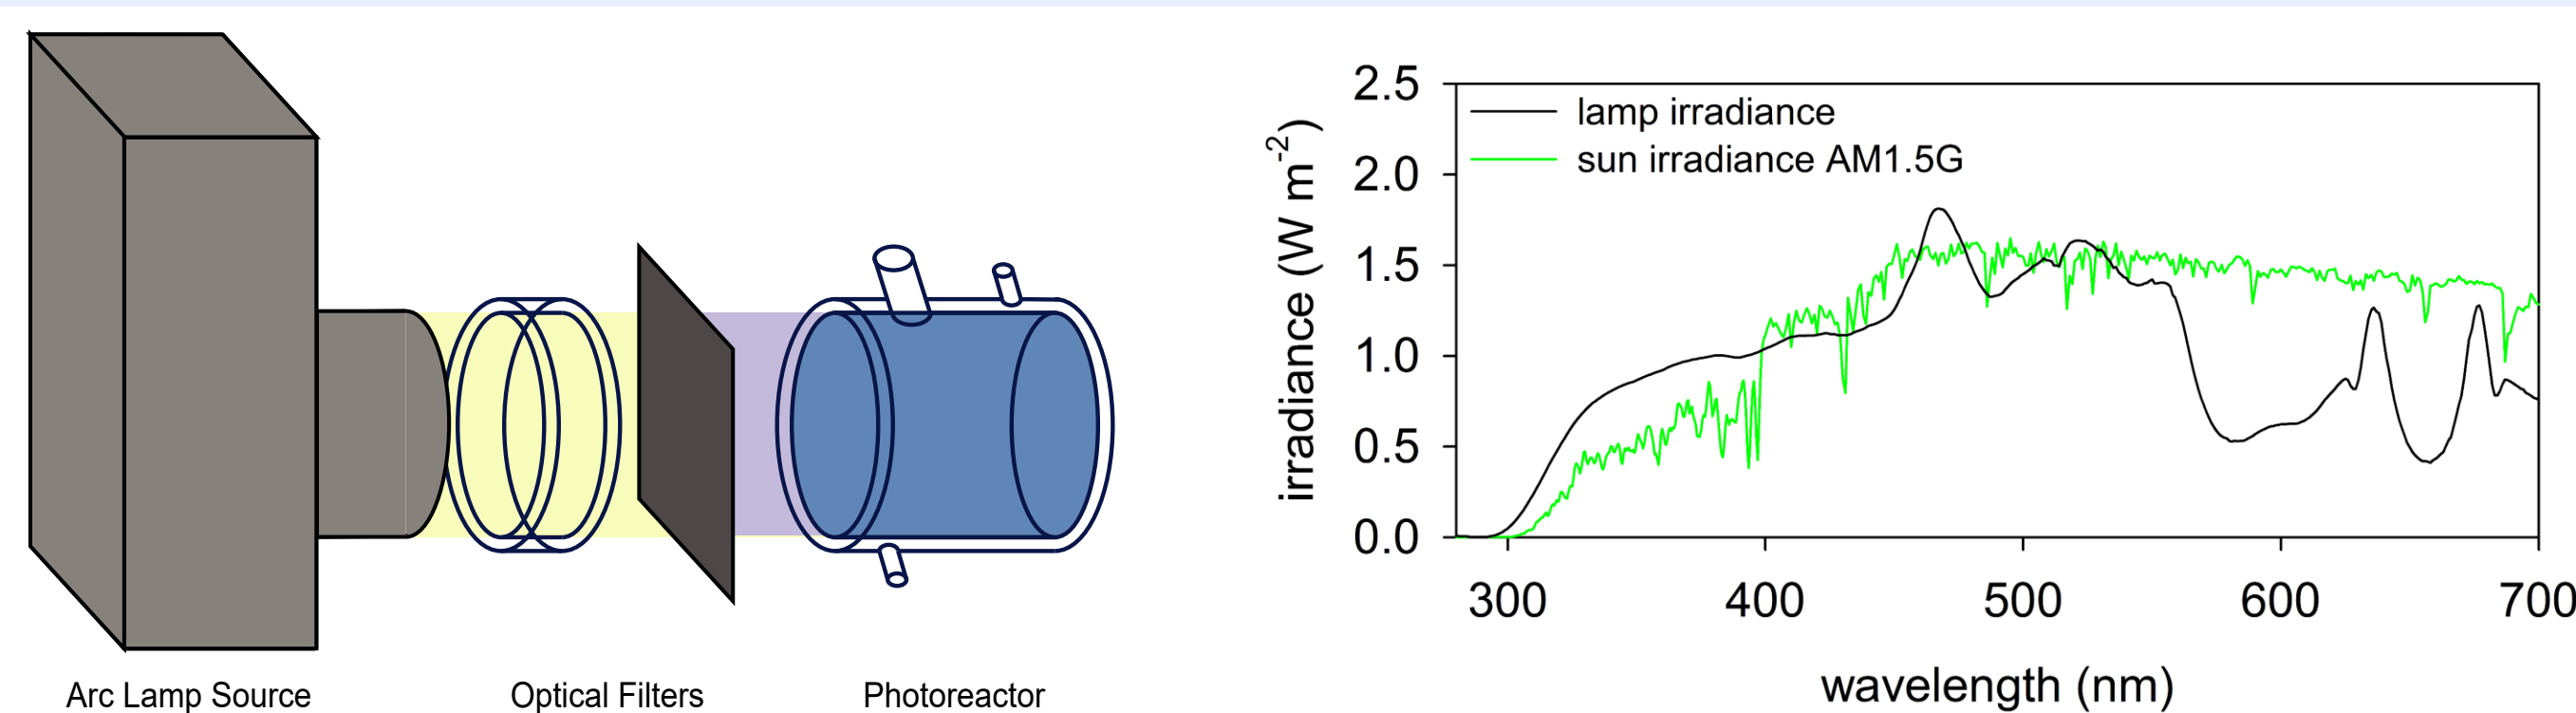 Arc Lamp Source
Optical Filters
Photoreactor
irradiance (W m⁻²)
2.5
2.0
1.5
1.0
0.5
0.0
lamp irradiance
sun irradiance AM1.5G
300 400 500 600 700
wavelength (nm)